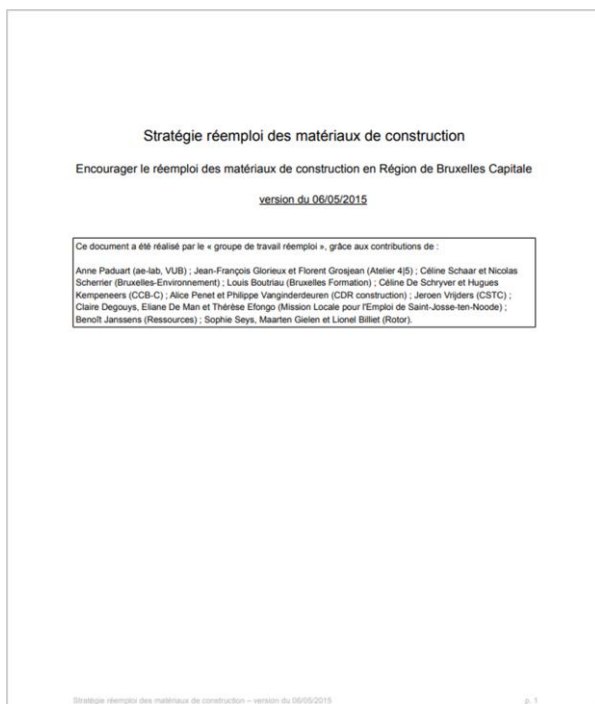 Stratégie réemploi des matériaux de construction
Encourager le réemploi des matériaux de construction en Région de Bruxelles Capitale
version du 06/05/2015
Ce document a été réalisé par le « groupe de travail réemploi », grâce aux contributions de :
Anne Paduart (ae-lab, VUB) ; Jean-François Glorieux et Florent Grosjean (Atelier 4|5) ; Céline Schaar et Nicolas
Scherrier (Bruxelles-Environnement) ; Louis Boutriau (Bruxelles Formation) ; Céline De Schryver et Hugues
Kempeneers (CCB-C) ; Alice Penet et Philippe Vanginderdeuren (CDR construction) ; Jeroen Vrijders (CSTC) ;
Claire Degouys, Eliane De Man et Thérèse Efongo (Mission Locale pour l'Emploi de Saint-Josse-ten-Noode) ;
Benoît Janssens (Ressources) ; Sophie Seys, Maarten Gielen et Lionel Billiet (Rotor).
Stratégie réemploi des matériaux de construction – version du 06/05/2015 p. 1